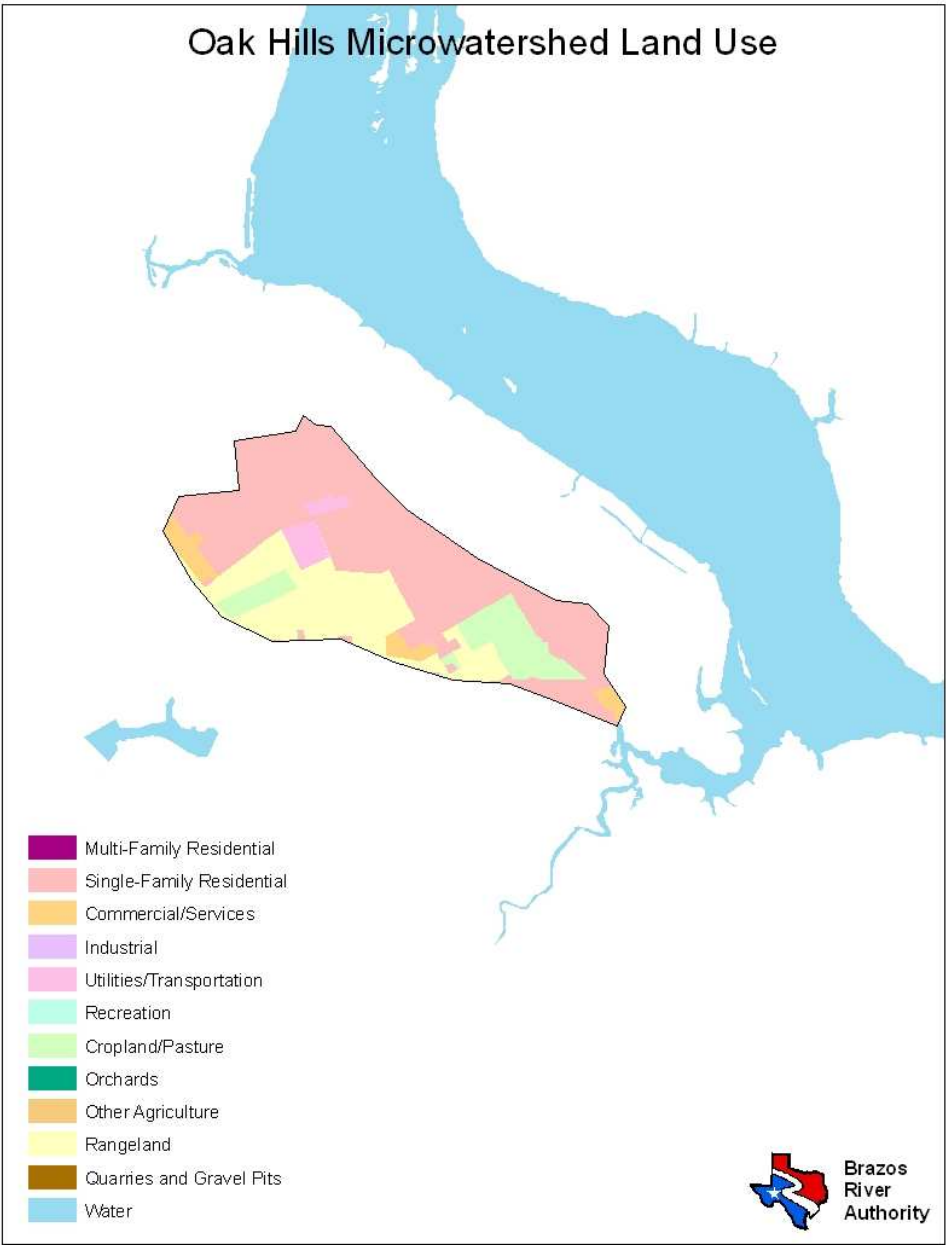 Oak Hills Microwatershed Land Use
Multi-Family Residential
Single-Family Residential
Commercial/Services
Industrial
Utilities/Transportation
Recreation
Cropland/Pasture
Orchards
Other Agriculture
Rangeland
Quarries and Gravel Pits
Water
Brazos
River
Authority